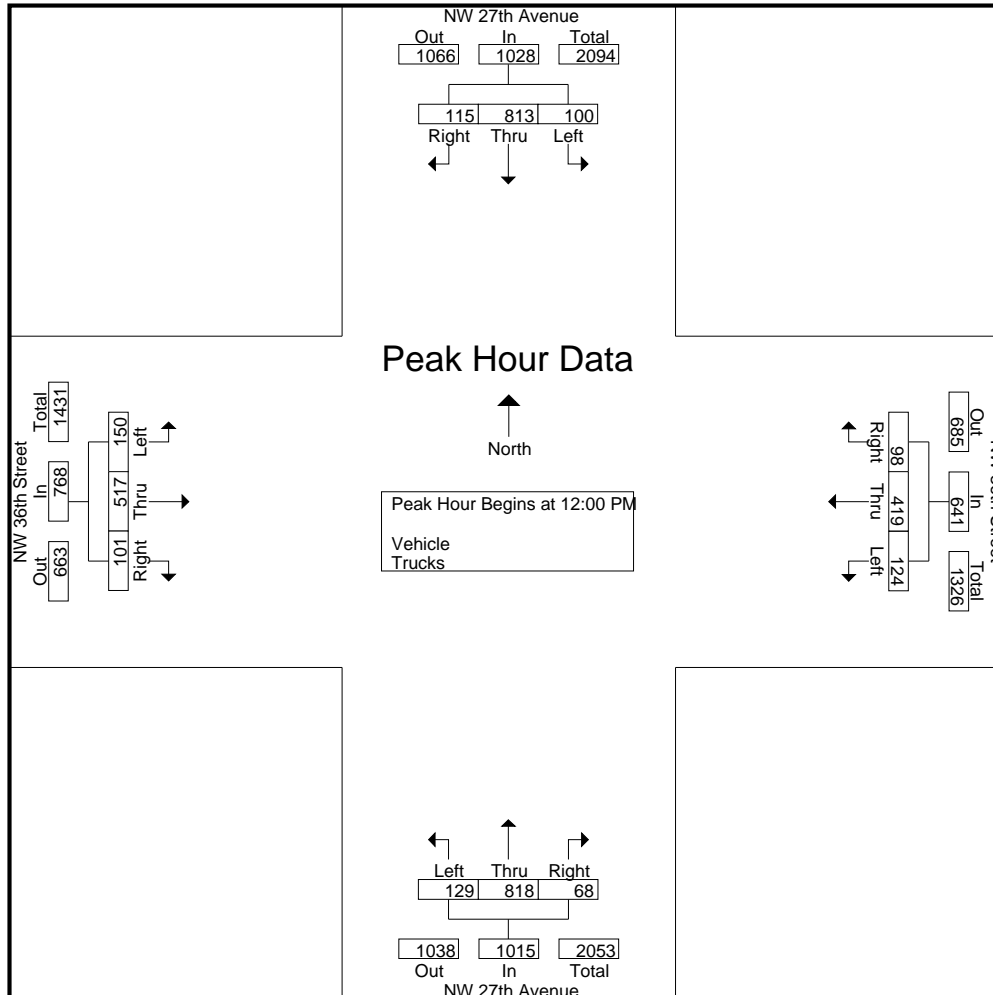 NW 27th Avenue
Out In Total
1066 1028 2094
115 813 100
Right Thru Left
Peak Hour Data
North
Peak Hour Begins at 12:00 PM
Vehicle
Trucks
NW 36th Street
Total In Out
1431 768 663
150 517 101
Left Thru Right
Out In Total
685 641 1326
98 419 124
Right Thru Left
Left Thru Right
129 818 68
1038 1015 2053
Out In Total
NW 27th Avenue